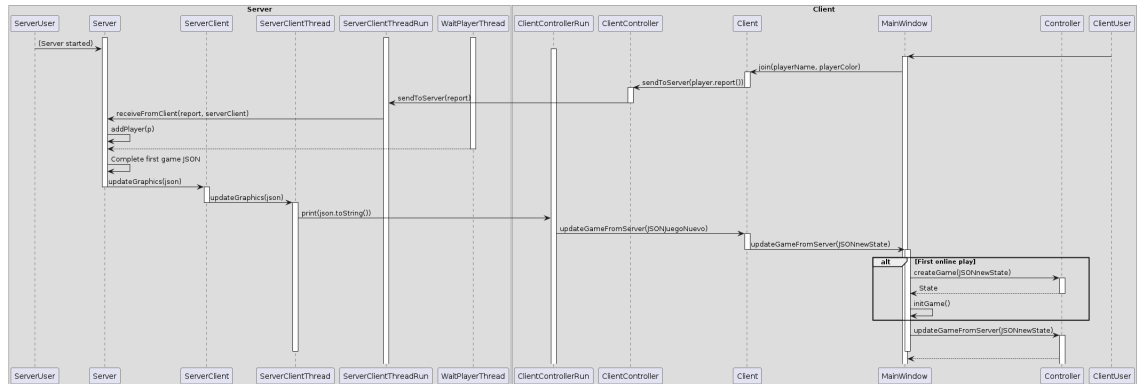 Server
Client
ServerUser
Server
ServerClient
ServerClientThread
ServerClientThreadRun
WaitPlayerThread
ClientControllerRun
ClientController
Client
MainWindow
Controller
ClientUser
(Server started)
join(playerName, playerColor)
sendToServer(player.report())
sendToServer(report)
receiveFromClient(report, serverClient)
addPlayer(p)
Complete first game JSON
updateGraphics(json)
updateGraphics(json)
print(json.toString())
updateGameFromServer(JSONJuegoNuevo)
updateGameFromServer(JSONnewState)
alt
[First online play]
createGame(JSONnewState)
State
initGame()
updateGameFromServer(JSONnewState)
ServerUser
Server
ServerClient
ServerClientThread
ServerClientThreadRun
WaitPlayerThread
ClientControllerRun
ClientController
Client
MainWindow
Controller
ClientUser